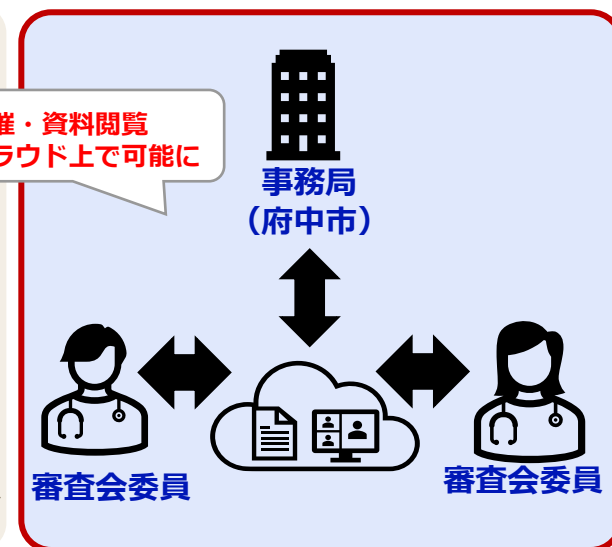 催・資料閲覧
ラウド上で可能に
事務局
（府中市）
審査会委員
審査会委員